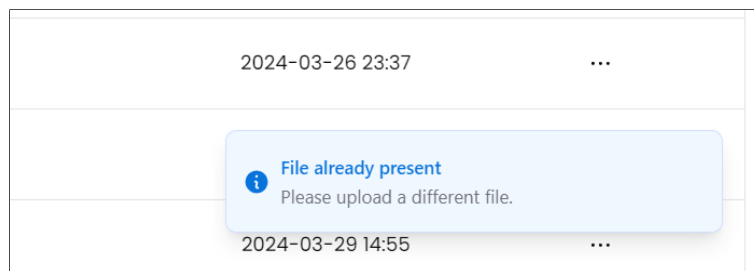 2024-03-26 23:37 ...
File already present
Please upload a different file.
2024-03-29 14:55 ...